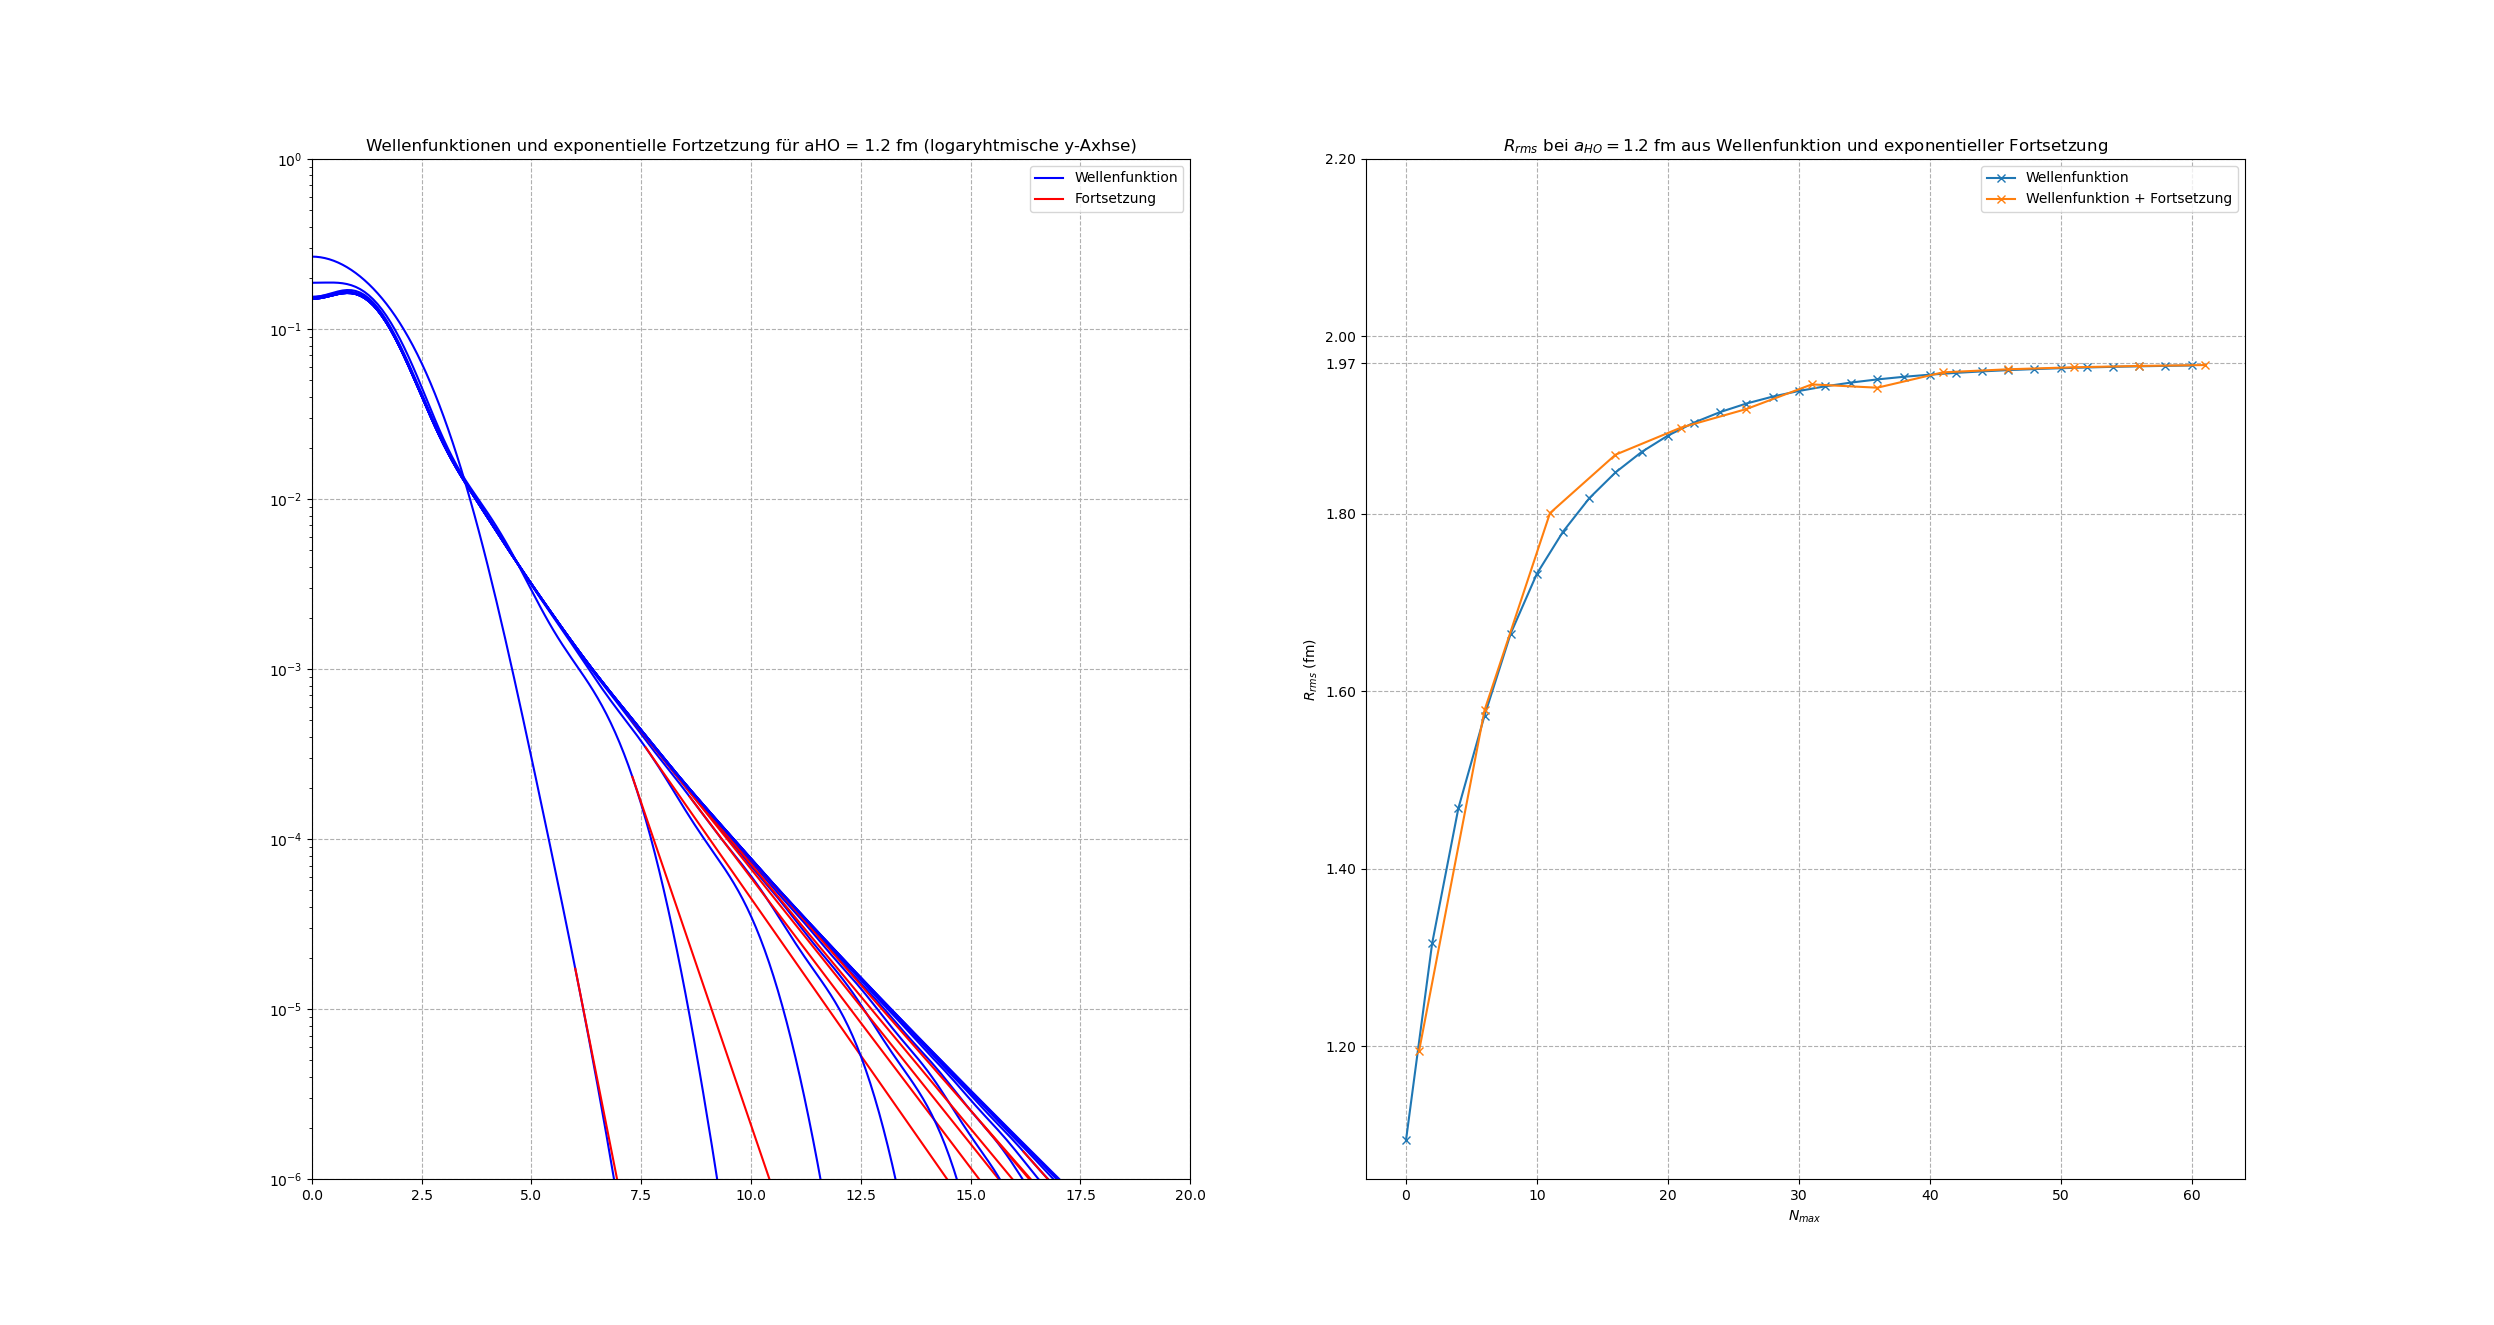 Wellenfunktionen und exponentielle Fortzetzung für aHO = 1.2 fm (logaryhtmische y-Axhse)
Wellenfunktion
Fortsetzung
10⁰
10⁻¹
10⁻²
10⁻³
10⁻⁴
10⁻⁵
10⁻⁶
0.0 2.5 5.0 7.5 10.0 12.5 15.0 17.5 20.0
R_rms bei a_HO = 1.2 fm aus Wellenfunktion und exponentieller Fortsetzung
Wellenfunktion
Wellenfunktion + Fortsetzung
R_rms (fm)
2.20
2.00
1.97
1.80
1.60
1.40
1.20
0 10 20 30 40 50 60
N_max